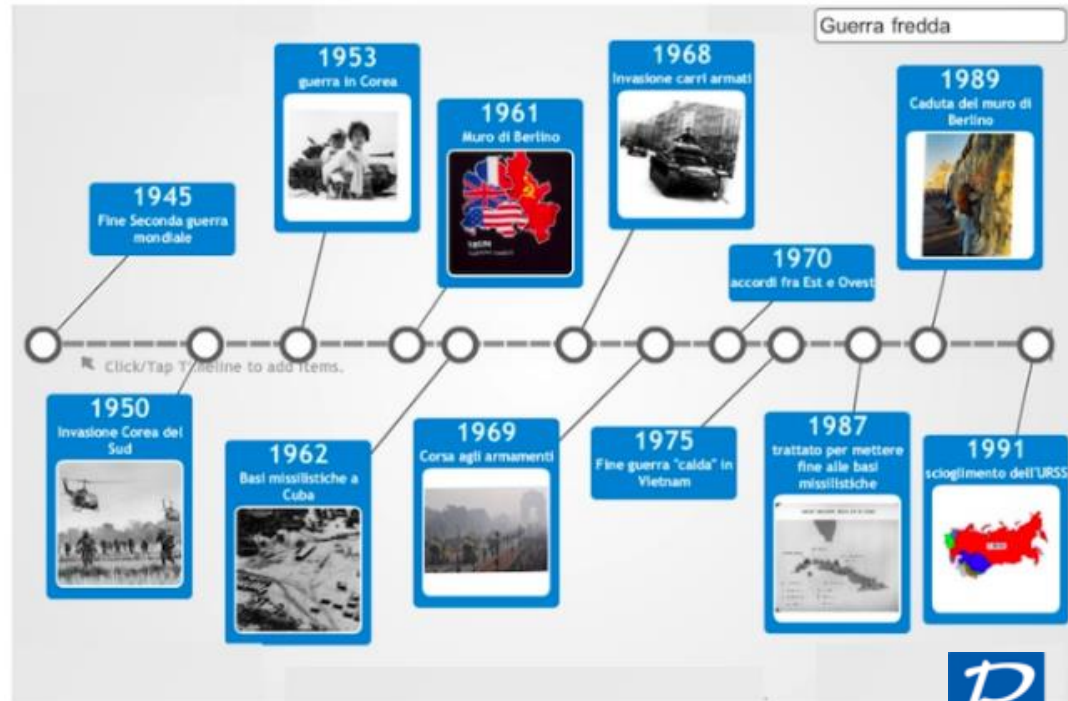 Guerra fredda
1945
Fine Seconda guerra
mondiale
1950
Invasione Corea del
Sud
1953
guerra in Corea
1961
Muro di Berlino
1962
Basi missilistiche a
Cuba
1968
Invasione carri armati
1969
Corsa agli armamenti
1970
accordi fra Est e Ovest
1975
Fine guerra "calda" in
Vietnam
1987
trattato per mettere
fine alle basi
missilistiche
1989
Caduta del muro di
Berlino
1991
scioglimento dell'URSS
Click/Tap Timeline to add items.